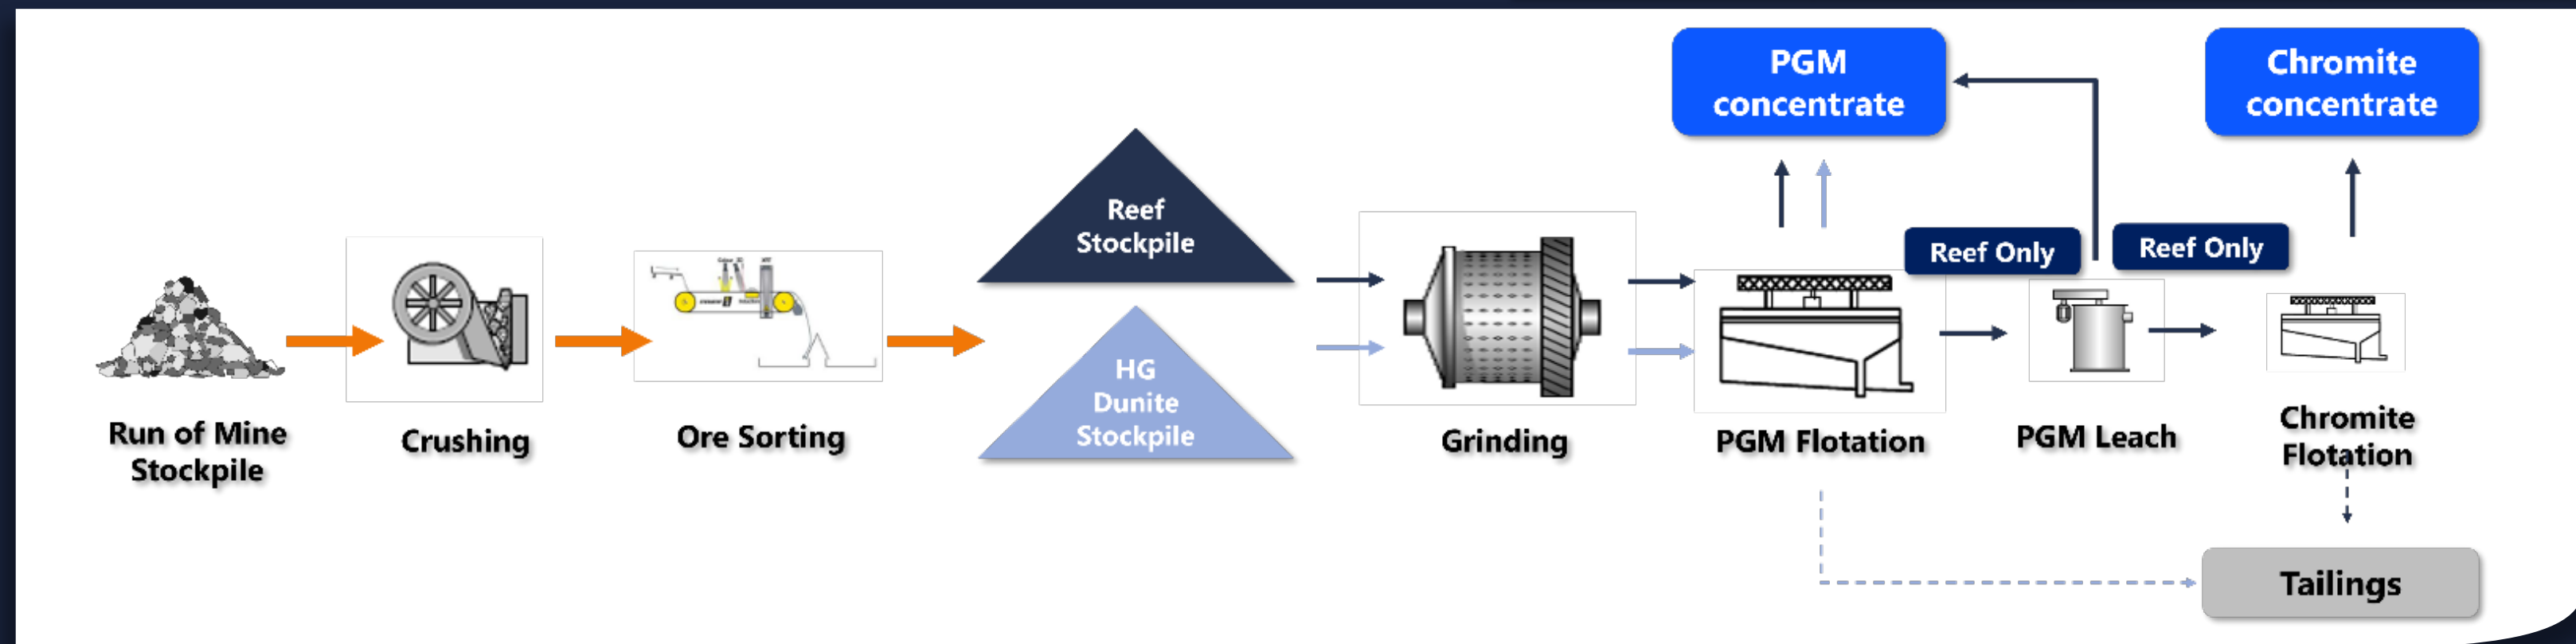 PGM
concentrate
Chromite
concentrate
Reef
Stockpile
Reef Only
Reef Only
HG
Dunite
Stockpile
Run of Mine
Stockpile
Crushing
Ore Sorting
Grinding
PGM Flotation
PGM Leach
Chromite
Flotation
Tailings